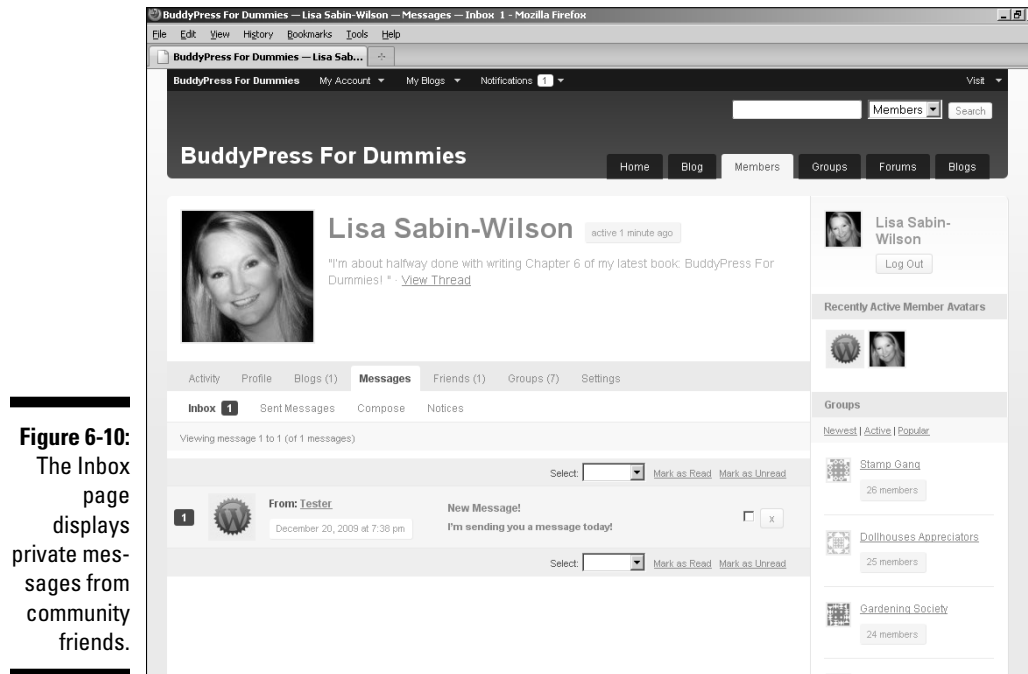 BuddyPress For Dummies — Lisa Sabin-Wilson — Messages — Inbox 1 - Mozilla Firefox
File Edit View History Bookmarks Tools Help
BuddyPress For Dummies — Lisa Sab...
BuddyPress For Dummies My Account My Blogs Notifications 1 Visit
Members Search
BuddyPress For Dummies
Home Blog Members Groups Forums Blogs
Lisa Sabin-Wilson active 1 minute ago
"I'm about halfway done with writing Chapter 6 of my latest book: BuddyPress For
Dummies! " · View Thread
Activity Profile Blogs (1) Messages Friends (1) Groups (7) Settings
Inbox 1 Sent Messages Compose Notices
Viewing message 1 to 1 (of 1 messages)
Select: Mark as Read Mark as Unread
1 From: Tester
December 20, 2009 at 7:38 pm
New Message!
I'm sending you a message today!
x
Select: Mark as Read Mark as Unread
Lisa Sabin-
Wilson
Log Out
Recently Active Member Avatars
Groups
Newest | Active | Popular
Stamp Gang
26 members
Dollhouses Appreciators
25 members
Gardening Society
24 members
Figure 6-10:
The Inbox
page
displays
private mes-
sages from
community
friends.